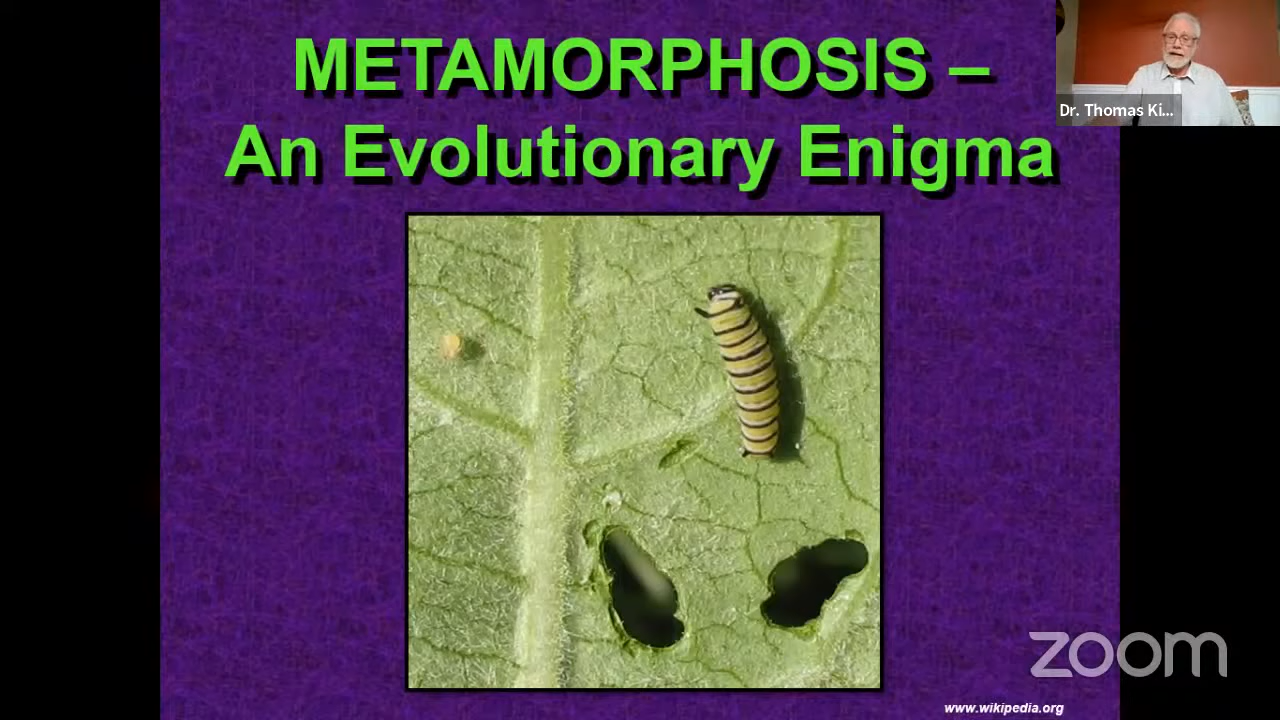 METAMORPHOSIS –
An Evolutionary Enigma
Dr. Thomas Ki...
zoom
www.wikipedia.org